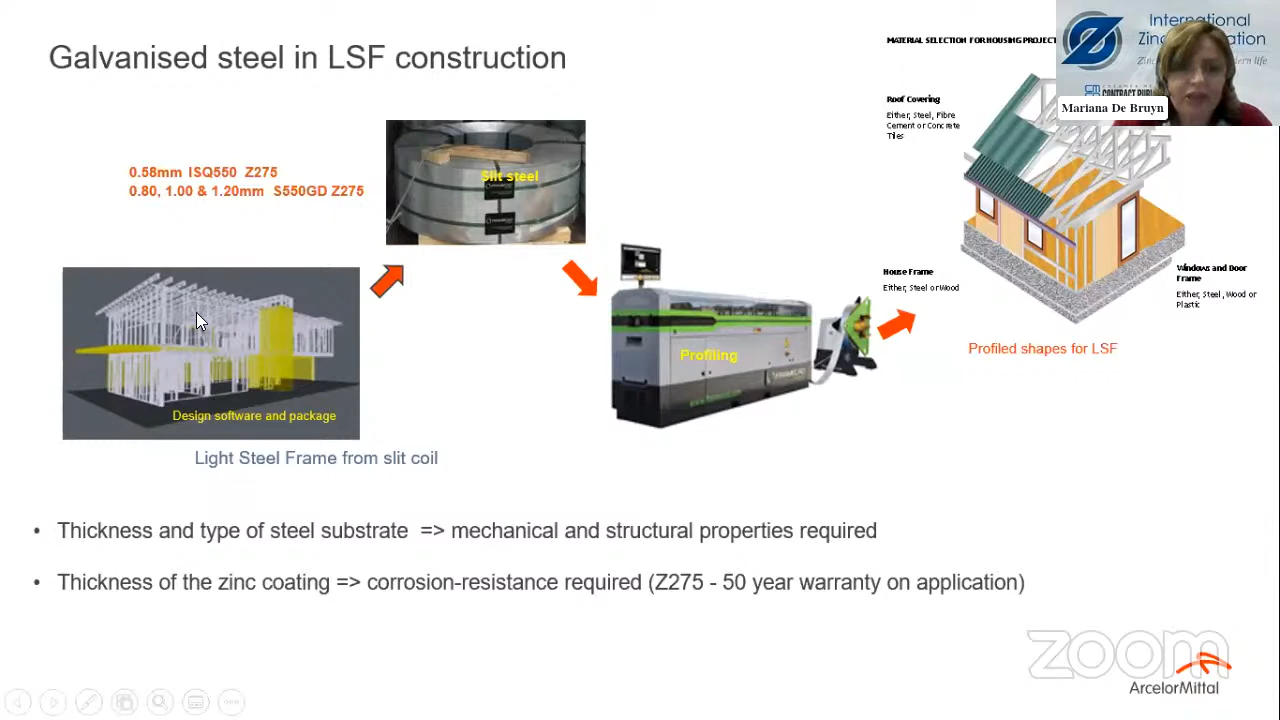 Galvanised steel in LSF construction
0.58mm ISQ550 Z275
0.80, 1.00 & 1.20mm S550GD Z275
Slit steel
Design software and package
Light Steel Frame from slit coil
Profiling
MATERIAL SELECTION FOR HOUSING PROJECT
Roof Covering
Either, Steel, Fibre
Cement or Concrete
Tiles
House Frame
Either, Steel or Wood
Windows and Door
Frame
Either, Steel, Wood or
Plastic
Profiled shapes for LSF
International
Zinc
Mariana De Bruyn
• Thickness and type of steel substrate => mechanical and structural properties required
• Thickness of the zinc coating => corrosion-resistance required (Z275 - 50 year warranty on application)
zoom
ArcelorMittal